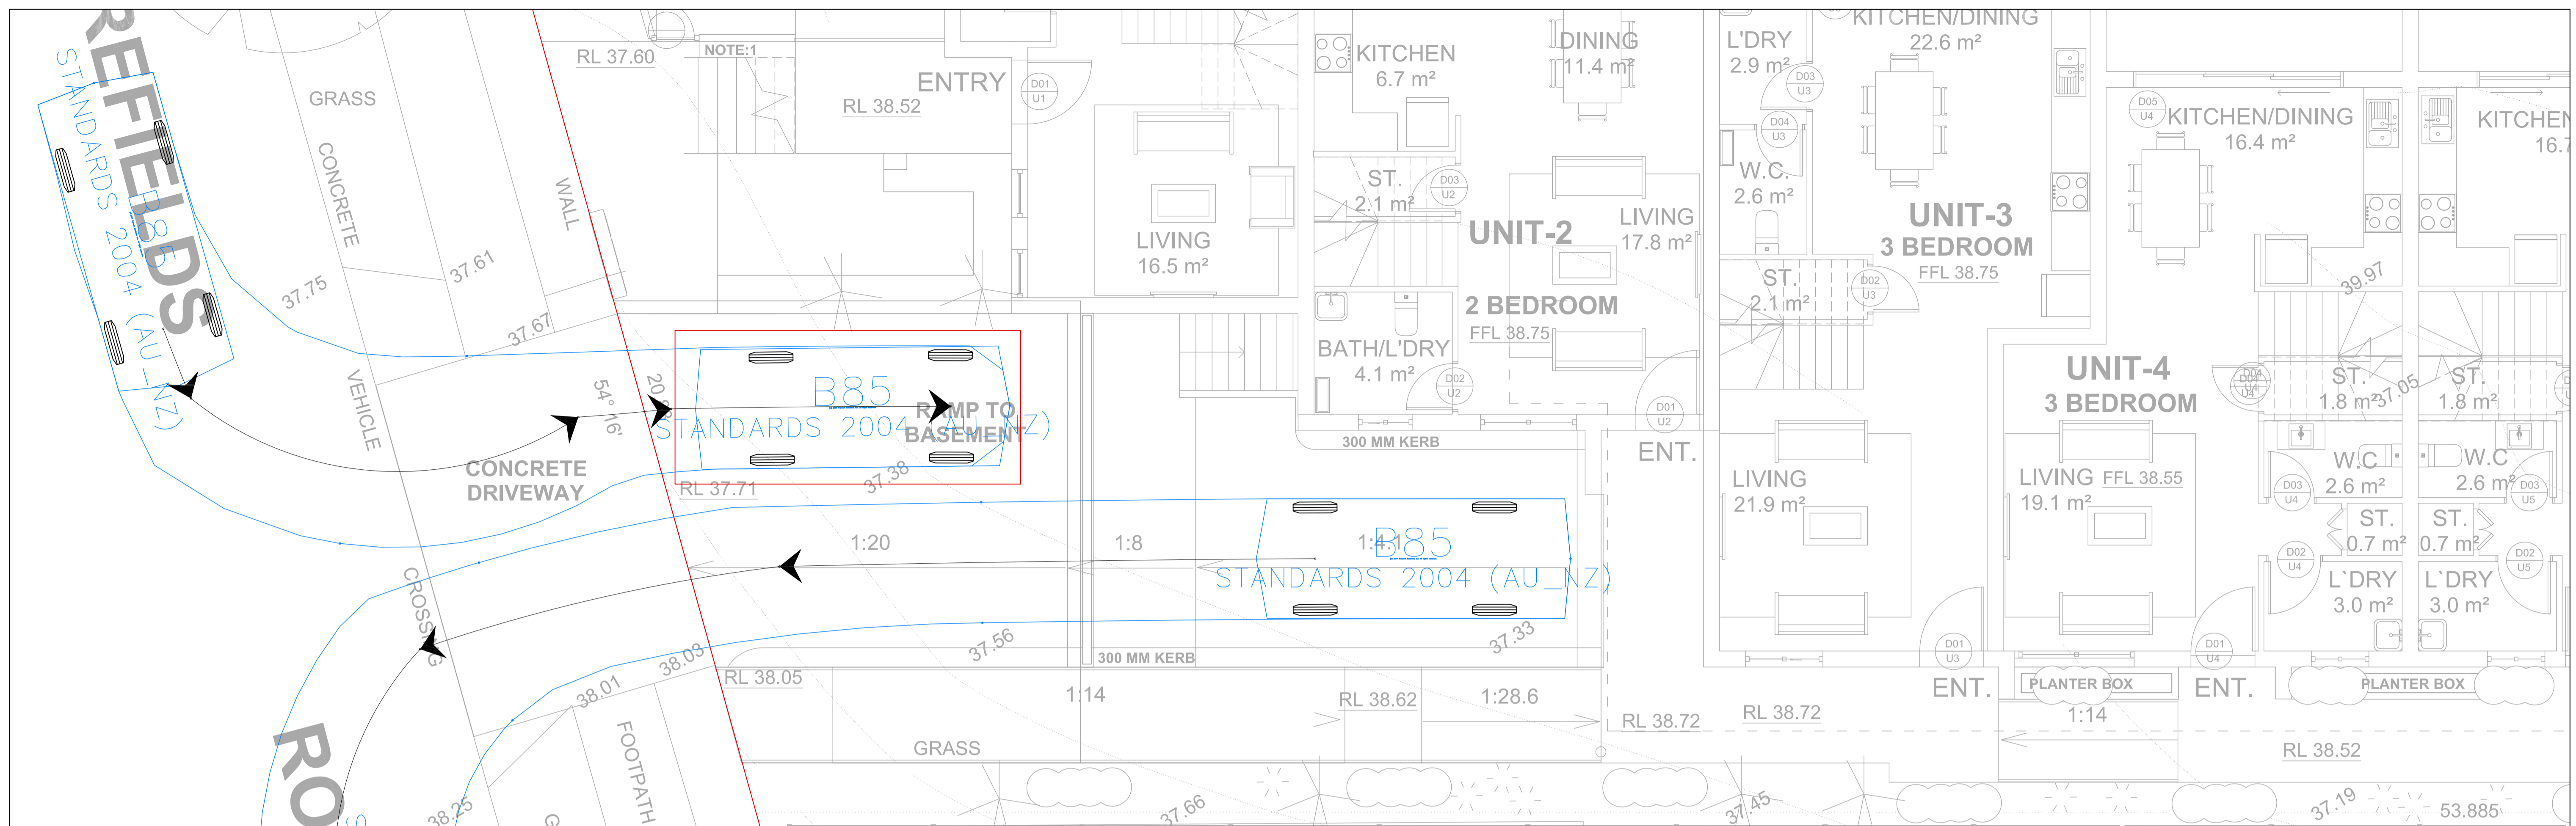 REFIELDS
STANDARDS 2004 (AU_NZ)
B85
GRASS
CONCRETE
VEHICLE
CROSSING
37.75
37.61
37.67
WALL
RL 37.60
NOTE:1
ENTRY
RL 38.52
D01
U1
LIVING
16.5 m²
KITCHEN
6.7 m²
DINING
11.4 m²
ST.
2.1 m²
D03
U2
UNIT-2
2 BEDROOM
FFL 38.75
LIVING
17.8 m²
BATH/L'DRY
4.1 m²
D02
U2
D01
U2
ENT.
L'DRY
2.9 m²
D03
U3
KITCHEN/DINING
22.6 m²
D04
U3
W.C.
2.6 m²
UNIT-3
3 BEDROOM
FFL 38.75
ST.
2.1 m²
D02
U3
D05
U4
KITCHEN/DINING
16.4 m²
KITCHEN
16.7
39.97
UNIT-4
3 BEDROOM
D04
U4
ST.
1.8 m²
37.05
ST.
1.8 m²
54° 16'
B85
STANDARDS 2004 (AU_NZ)
RAMP TO
BASEMENT
CONCRETE
DRIVEWAY
RL 37.71
37.38
300 MM KERB
LIVING
21.9 m²
LIVING
19.1 m²
FFL 38.55
W.C
2.6 m²
W.C
2.6 m²
D03
U4
D03
U5
ST.
0.7 m²
ST.
0.7 m²
1:20
1:8
1:4.1
B85
STANDARDS 2004 (AU_NZ)
D02
U4
D02
U5
L`DRY
3.0 m²
L`DRY
3.0 m²
37.56
37.33
38.03
38.01
300 MM KERB
RL 38.05
D01
U3
D01
U4
1:14
RL 38.62
1:28.6
RL 38.72
RL 38.72
ENT.
PLANTER BOX
ENT.
PLANTER BOX
1:14
RL 38.52
GRASS
FOOTPATH
RO
38.25
G
S
37.66
37.45
37.19
53.885